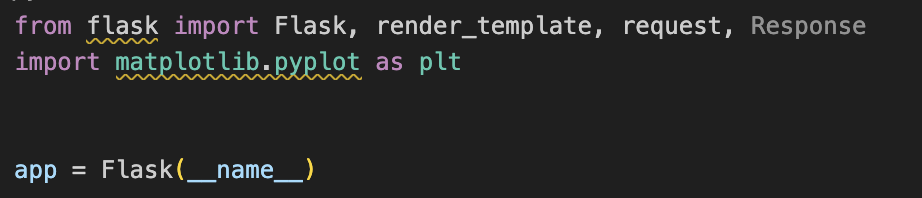 from flask import Flask, render_template, request, Response
import matplotlib.pyplot as plt
app = Flask(__name__)